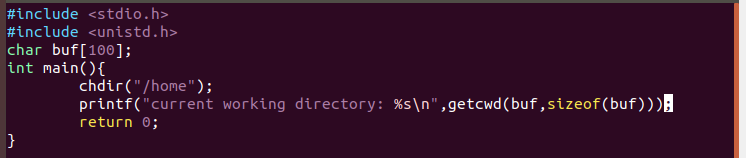 #include <stdio.h>
#include <unistd.h>
char buf[100];
int main(){
        chdir("/home");
        printf("current working directory: %s\n",getcwd(buf,sizeof(buf)));
        return 0;
}